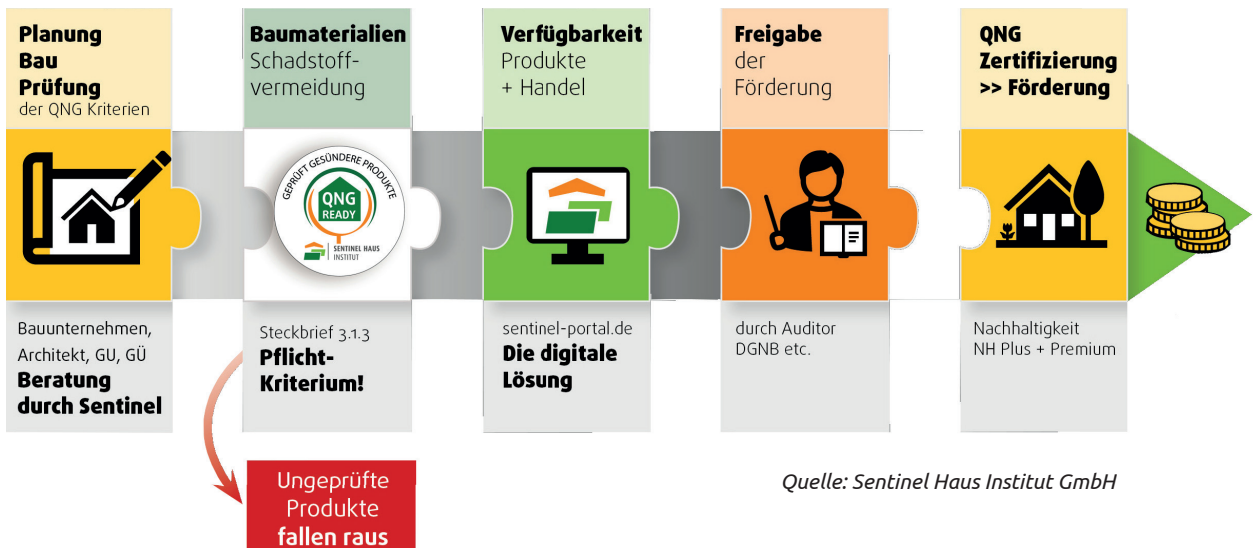 Planung
Bau
Prüfung
der QNG Kriterien
Bauunternehmen,
Architekt, GU, GÜ
Beratung
durch Sentinel
Baumaterialien
Schadstoff-
vermeidung
GEPRÜFT GESÜNDERE PRODUKTE
QNG
READY
SENTINEL HAUS
INSTITUT
Steckbrief 3.1.3
Pflicht-
Kriterium!
Ungeprüfte
Produkte
fallen raus
Verfügbarkeit
Produkte
+ Handel
sentinel-portal.de
Die digitale
Lösung
Freigabe
der
Förderung
durch Auditor
DGNB etc.
QNG
Zertifizierung
>> Förderung
Nachhaltigkeit
NH Plus + Premium
Quelle: Sentinel Haus Institut GmbH